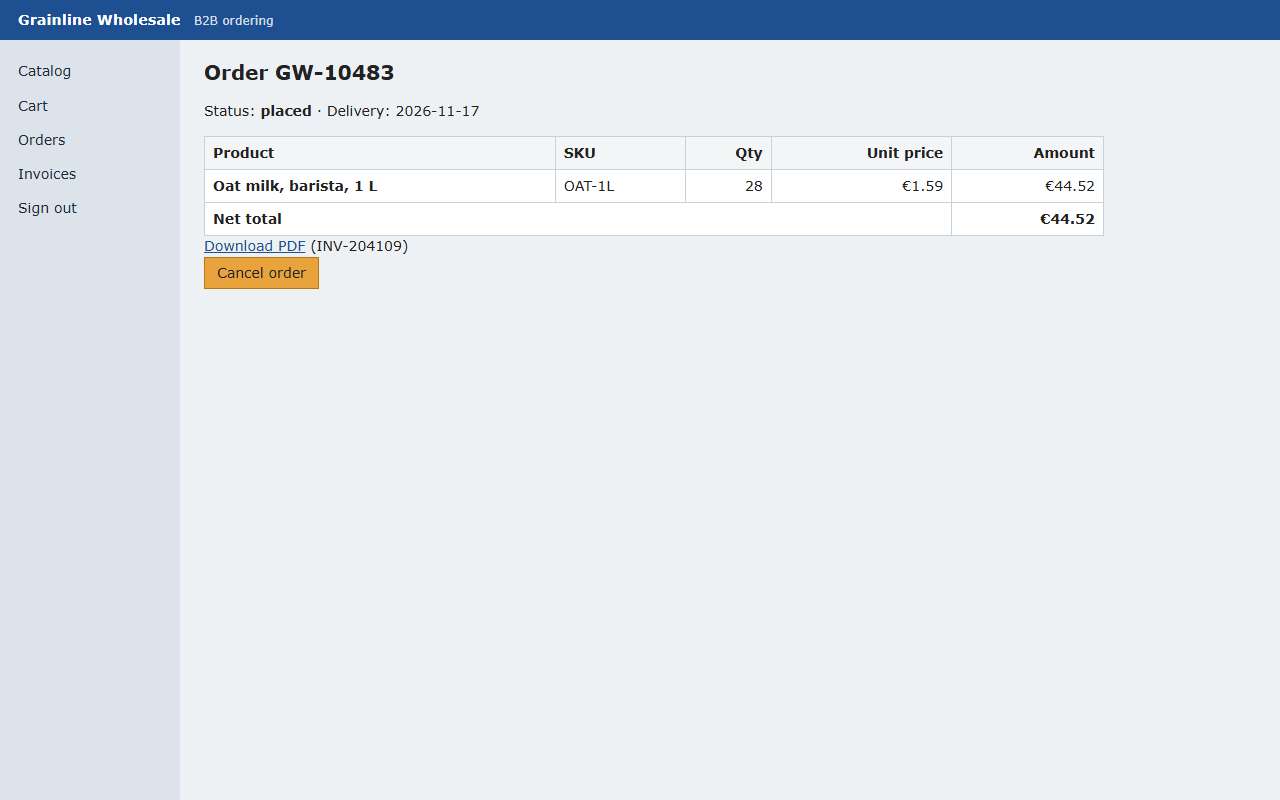 Grainline Wholesale B2B ordering
Catalog
Cart
Orders
Invoices
Sign out
Order GW-10483
Status: placed · Delivery: 2026-11-17
Product SKU Qty Unit price Amount
Oat milk, barista, 1 L OAT-1L 28 €1.59 €44.52
Net total €44.52
Download PDF (INV-204109)
Cancel order